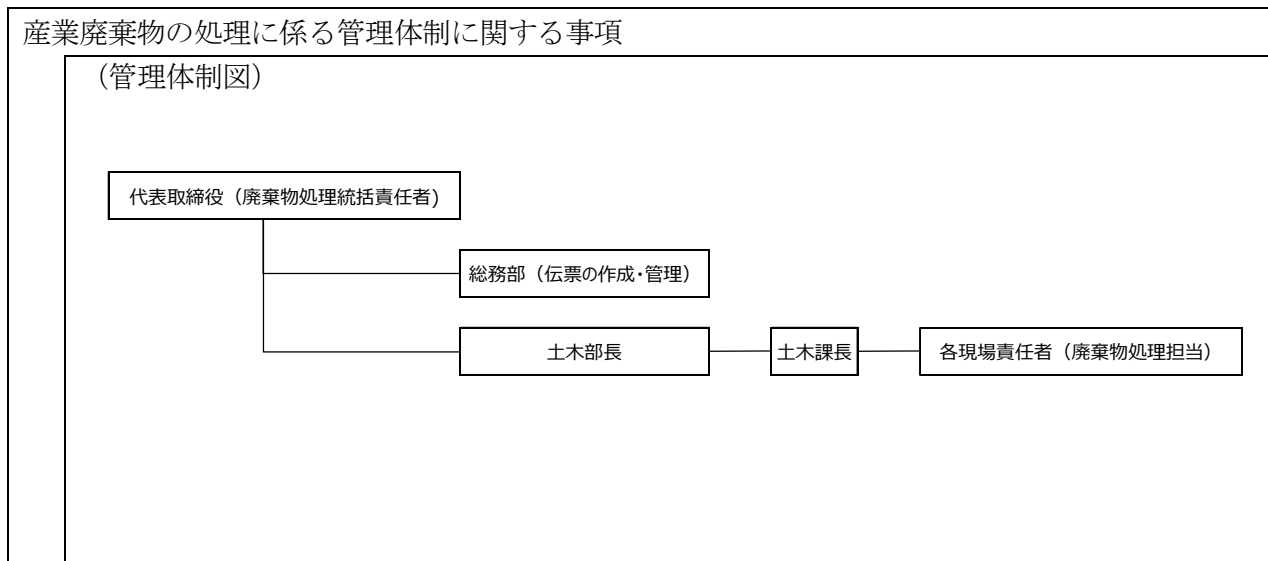 産業廃棄物の処理に係る管理体制に関する事項
（管理体制図）
代表取締役（廃棄物処理統括責任者)
総務部（伝票の作成・管理）
土木部長
土木課長
各現場責任者（廃棄物処理担当）